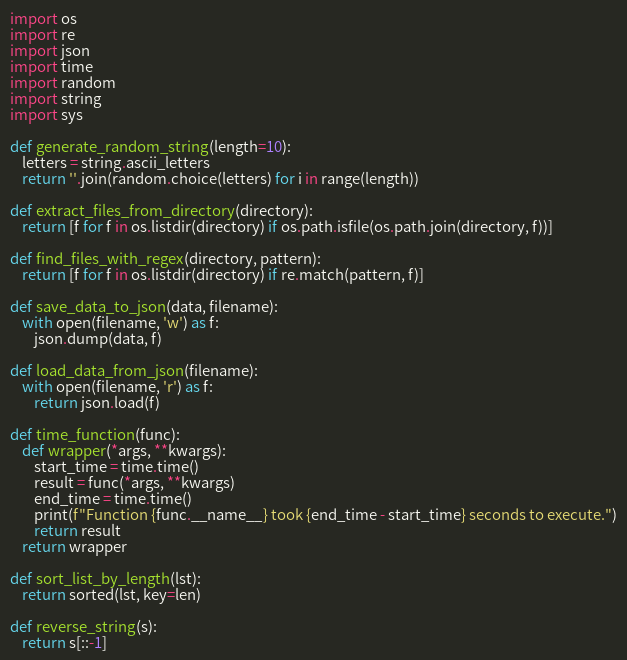 import os
import re
import json
import time
import random
import string
import sys

def generate_random_string(length=10):
    letters = string.ascii_letters
    return ''.join(random.choice(letters) for i in range(length))

def extract_files_from_directory(directory):
    return [f for f in os.listdir(directory) if os.path.isfile(os.path.join(directory, f))]

def find_files_with_regex(directory, pattern):
    return [f for f in os.listdir(directory) if re.match(pattern, f)]

def save_data_to_json(data, filename):
    with open(filename, 'w') as f:
        json.dump(data, f)

def load_data_from_json(filename):
    with open(filename, 'r') as f:
        return json.load(f)

def time_function(func):
    def wrapper(*args, **kwargs):
        start_time = time.time()
        result = func(*args, **kwargs)
        end_time = time.time()
        print(f"Function {func.__name__} took {end_time - start_time} seconds to execute.")
        return result
    return wrapper

def sort_list_by_length(lst):
    return sorted(lst, key=len)

def reverse_string(s):
    return s[::-1]